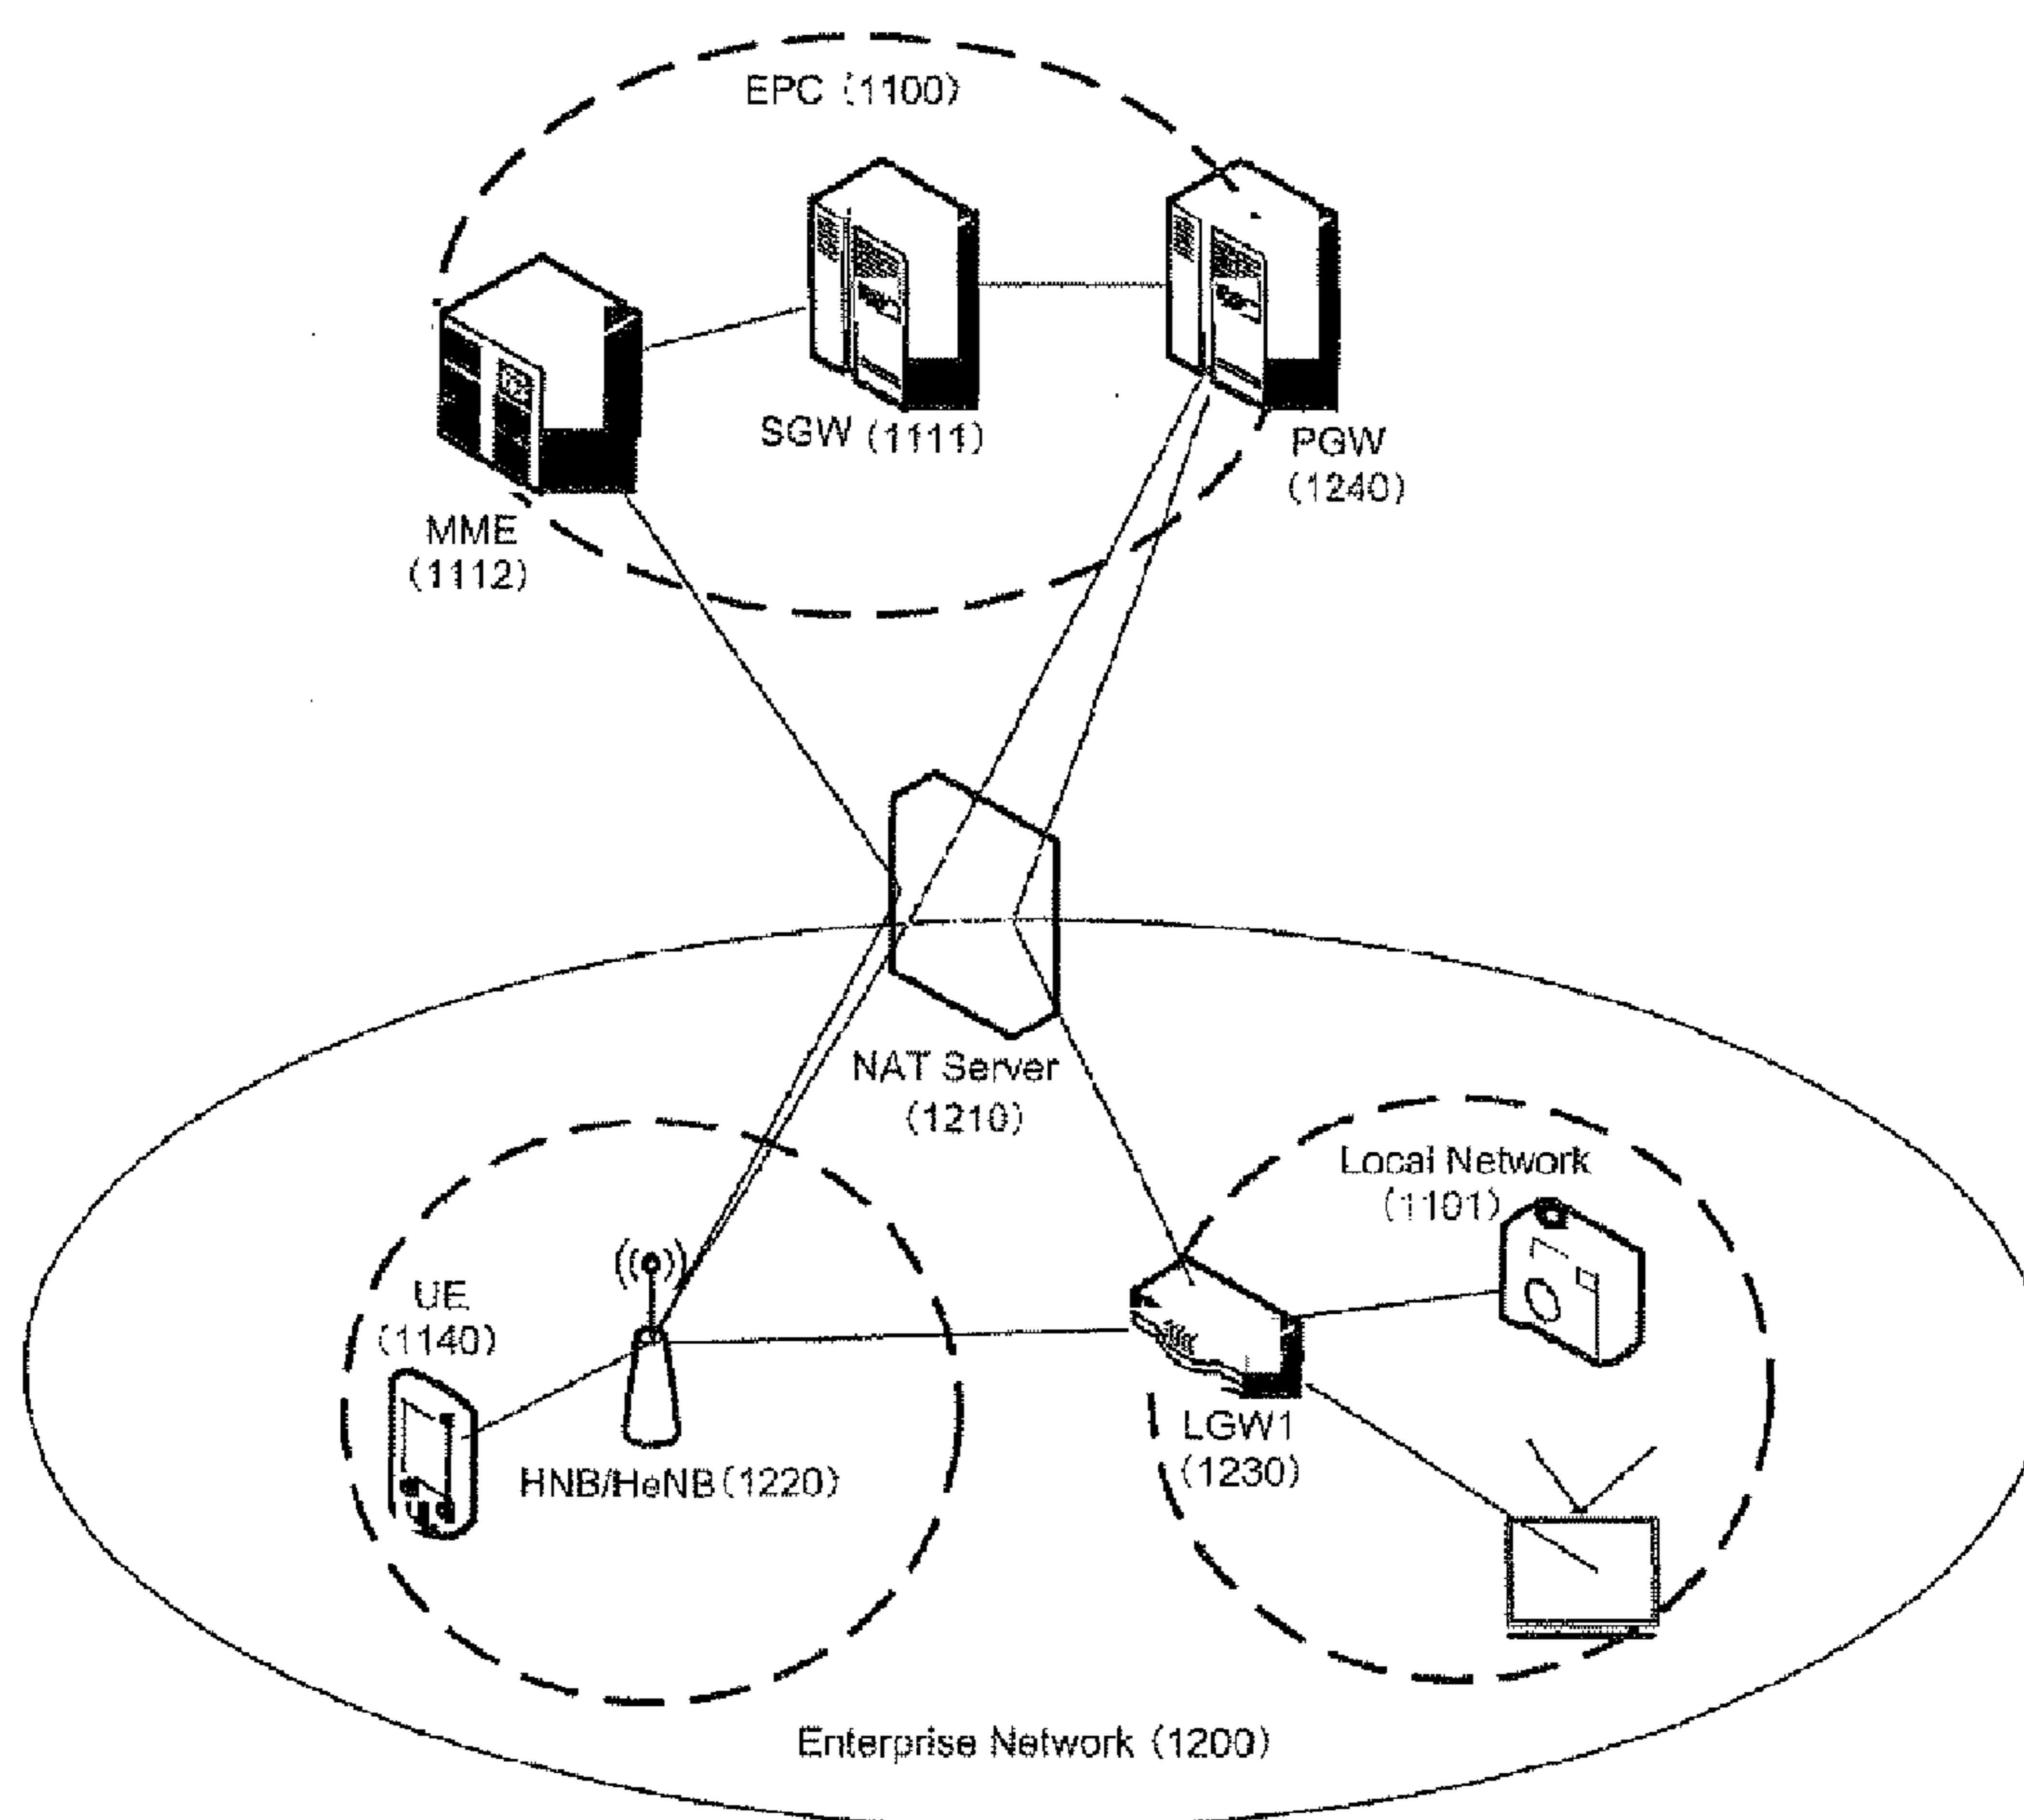 EPC (1100)
SGW (1111)
PGW
(1240)
MME
(1112)
NAT Server
(1210)
Local Network
(1101)
UE
(1140)
HNB/HeNB (1220)
LGW1
(1230)
Enterprise Network (1200)